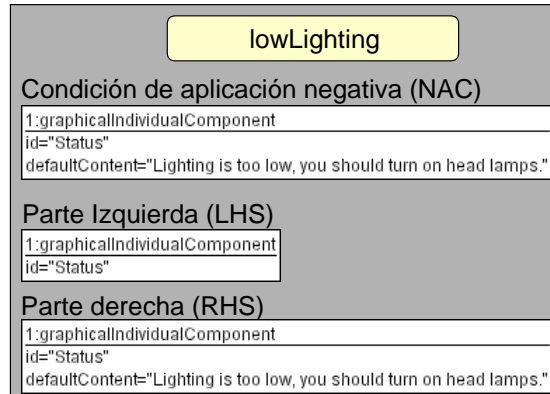 lowLighting
Condición de aplicación negativa (NAC)
1:graphicalIndividualComponent
id="Status"
defaultContent="Lighting is too low, you should turn on head lamps."
Parte Izquierda (LHS)
1:graphicalIndividualComponent
id="Status"
Parte derecha (RHS)
1:graphicalIndividualComponent
id="Status"
defaultContent="Lighting is too low, you should turn on head lamps."